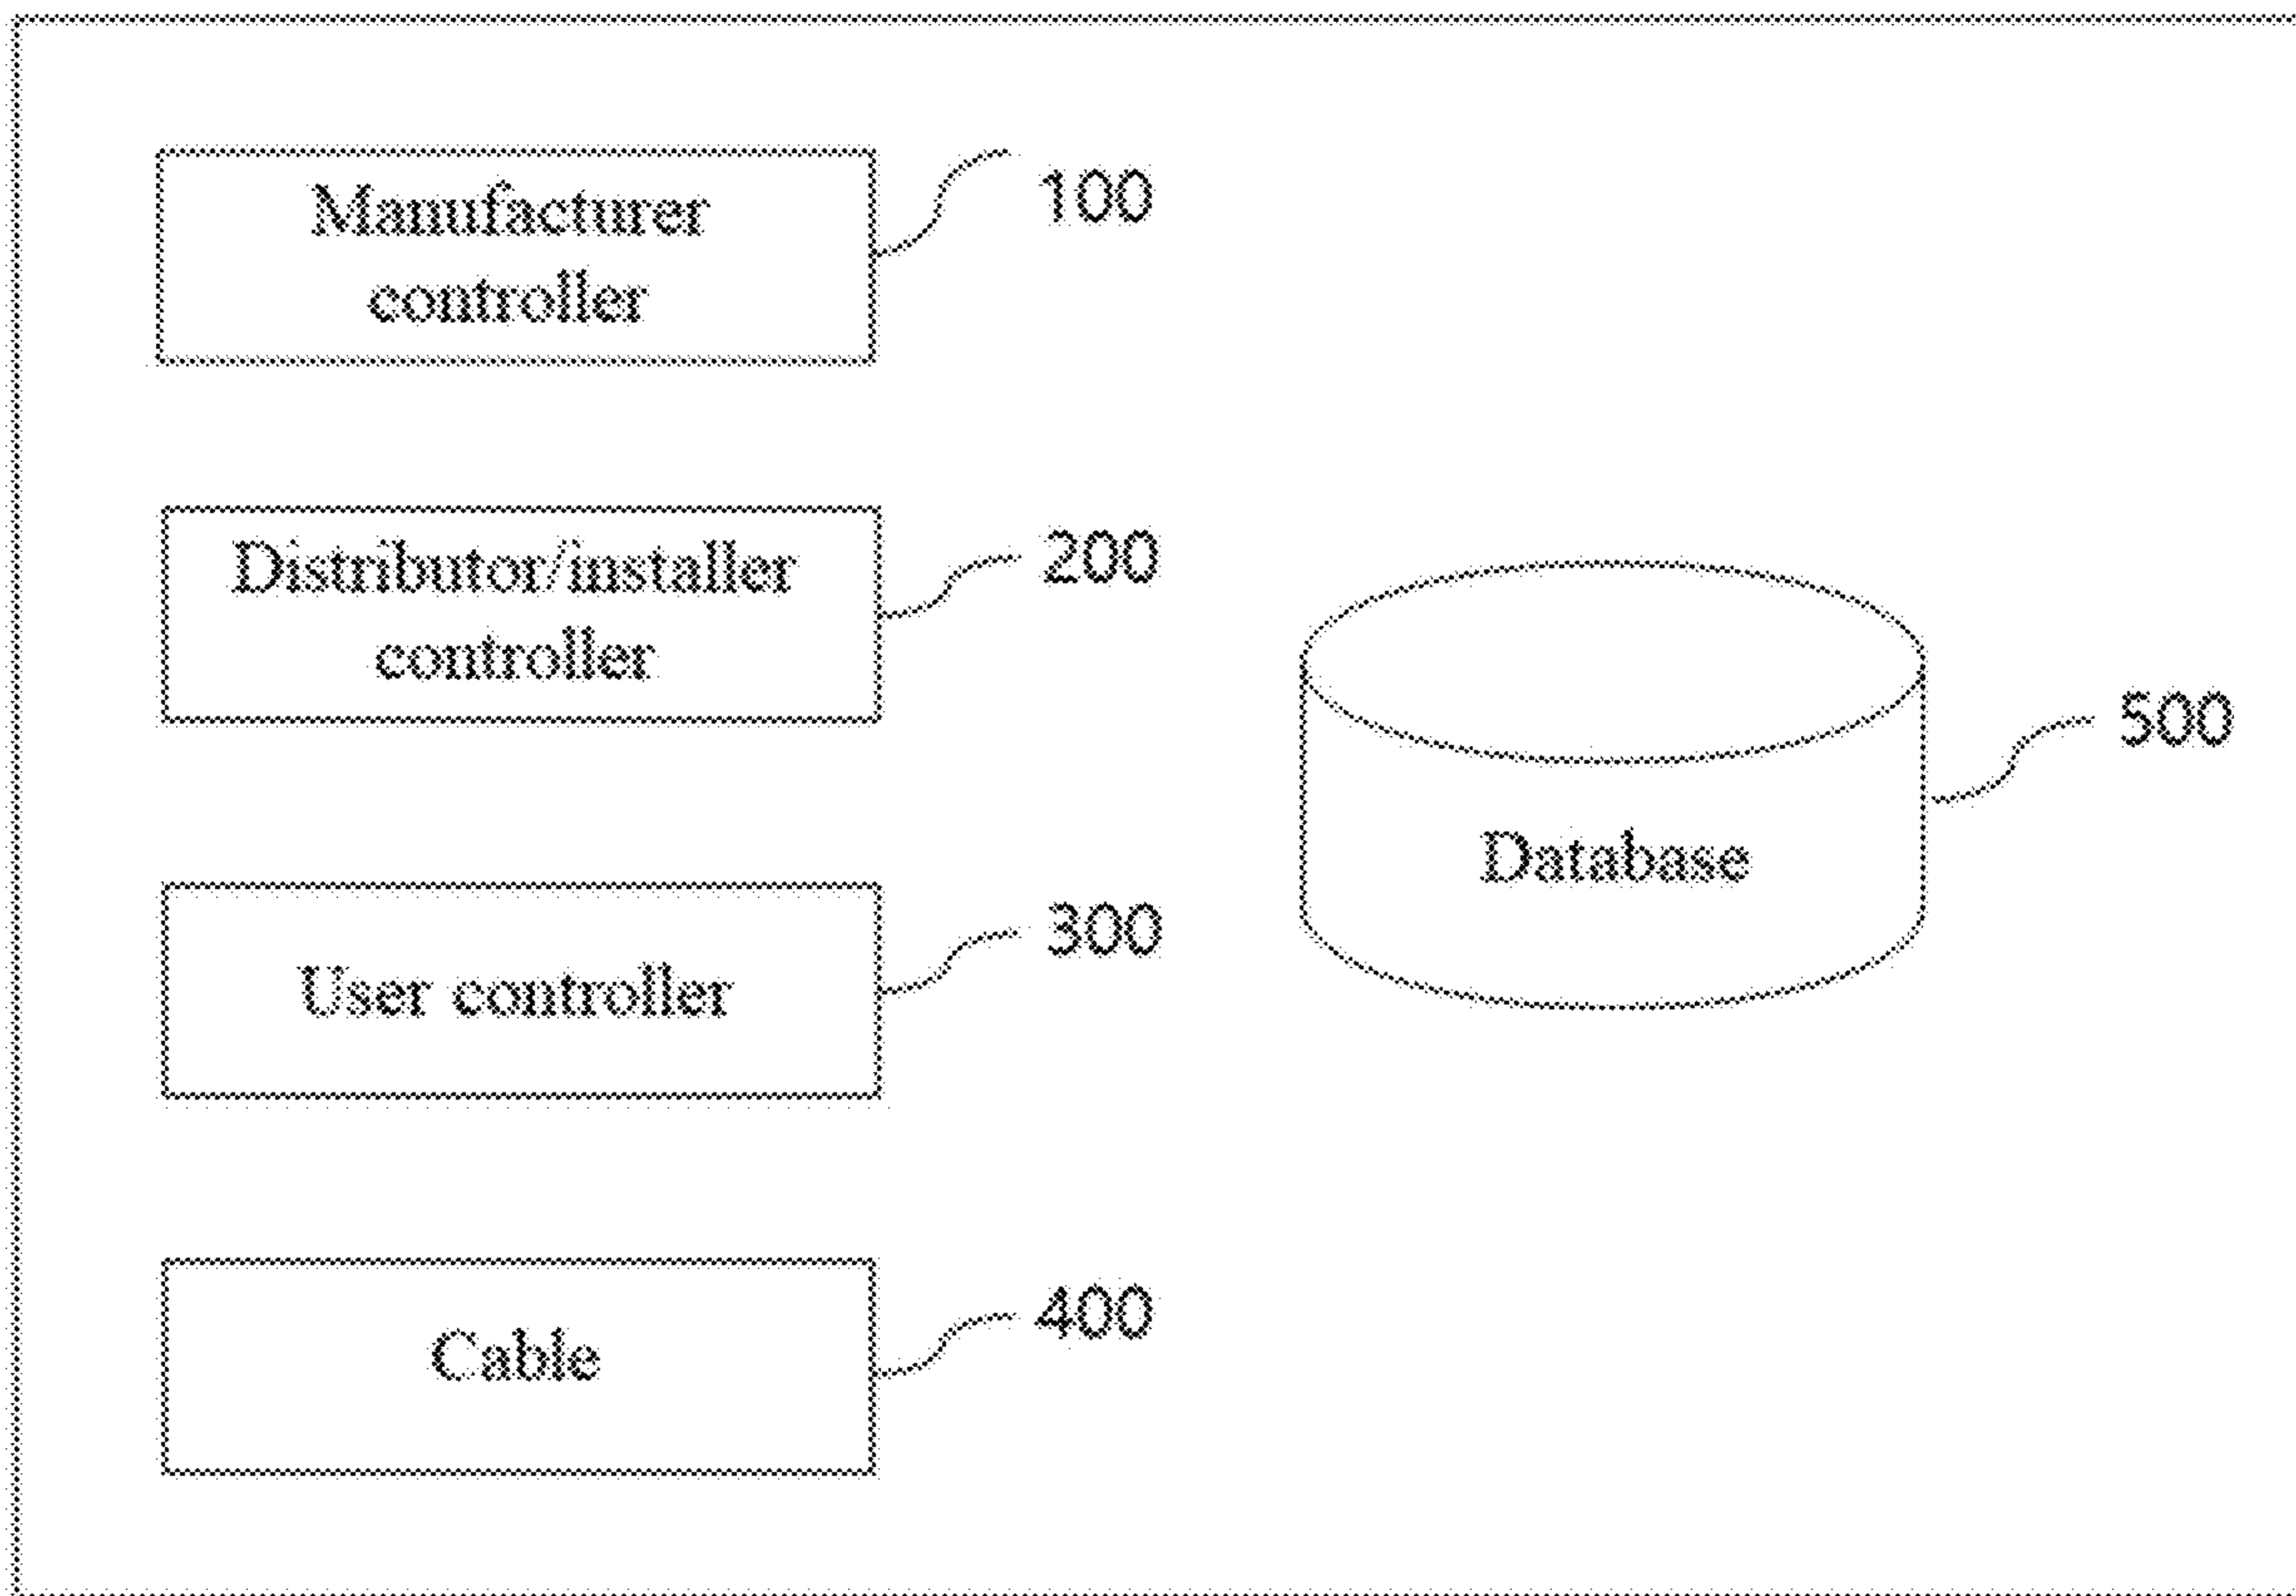 Manufacturer
controller
100
Distributor/installer
controller
200
User controller
300
Cable
400
Database
500